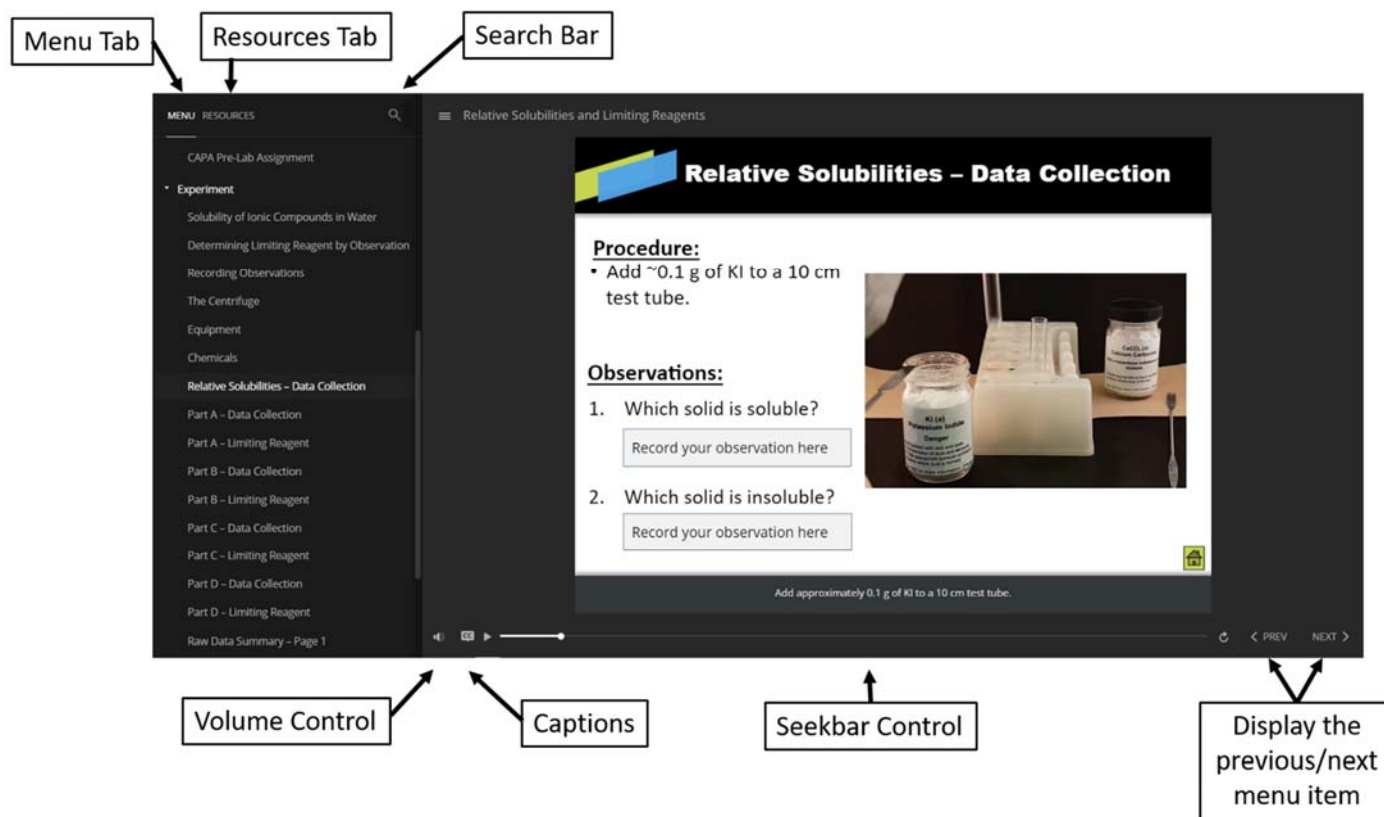 Menu Tab
Resources Tab
Search Bar
MENU RESOURCES
Relative Solubilities and Limiting Reagents
CAPA Pre-Lab Assignment
Experiment
Solubility of Ionic Compounds in Water
Determining Limiting Reagent by Observation
Recording Observations
The Centrifuge
Equipment
Chemicals
Relative Solubilities – Data Collection
Part A – Data Collection
Part A – Limiting Reagent
Part B – Data Collection
Part B – Limiting Reagent
Part C – Data Collection
Part C – Limiting Reagent
Part D – Data Collection
Part D – Limiting Reagent
Raw Data Summary – Page 1
Relative Solubilities – Data Collection
Procedure:
• Add ~0.1 g of KI to a 10 cm
test tube.
Observations:
1. Which solid is soluble?
Record your observation here
2. Which solid is insoluble?
Record your observation here
KI (s)
Potassium Iodide
Danger
CaCO₃ (s)
Calcium Carbonate
Add approximately 0.1 g of KI to a 10 cm test tube.
CC
PREV
NEXT
Volume Control
Captions
Seekbar Control
Display the
previous/next
menu item